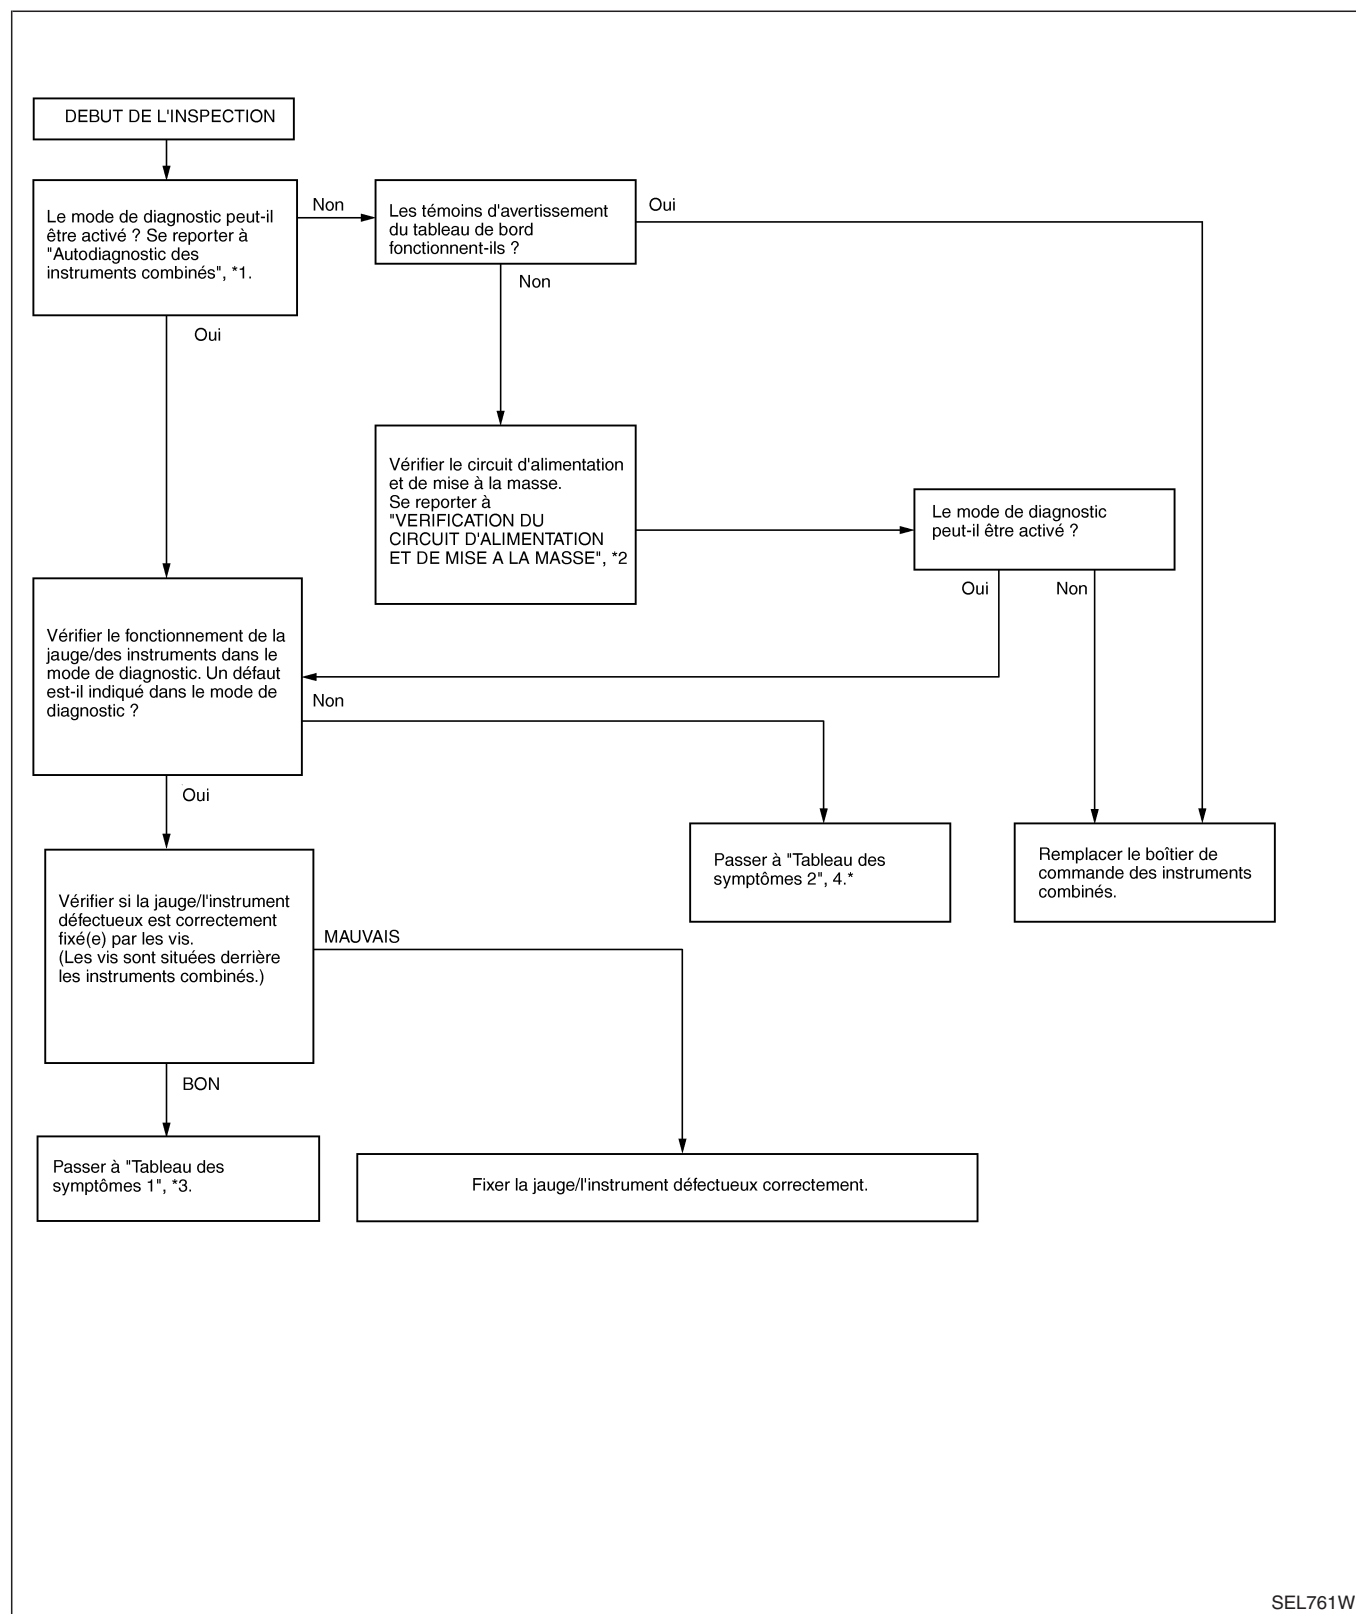 DEBUT DE L'INSPECTION
Le mode de diagnostic peut-il
être activé ? Se reporter à
"Autodiagnostic des
instruments combinés", *1.
Non
Les témoins d'avertissement
du tableau de bord
fonctionnent-ils ?
Oui
Non
Oui
Vérifier le circuit d'alimentation
et de mise à la masse.
Se reporter à
"VERIFICATION DU
CIRCUIT D'ALIMENTATION
ET DE MISE A LA MASSE", *2
Le mode de diagnostic
peut-il être activé ?
Oui
Non
Vérifier le fonctionnement de la
jauge/des instruments dans le
mode de diagnostic. Un défaut
est-il indiqué dans le mode de
diagnostic ?
Non
Oui
Passer à "Tableau des
symptômes 2", 4.*
Remplacer le boîtier de
commande des instruments
combinés.
Vérifier si la jauge/l'instrument
défectueux est correctement
fixé(e) par les vis.
(Les vis sont situées derrière
les instruments combinés.)
MAUVAIS
BON
Passer à "Tableau des
symptômes 1", *3.
Fixer la jauge/l'instrument défectueux correctement.
SEL761W